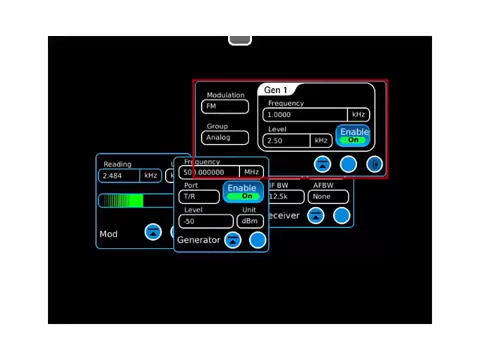 Gen 1
Modulation
FM
Frequency
1.0000 kHz
Group
Analog
Level
2.50 kHz
Enable
On
Reading
2.484 kHz
Mod
Frequency
500.000000 MHz
Port
T/R
Enable
On
Level
-50
Unit
dBm
Generator
IF BW
12.5k
AFBW
None
eceiver